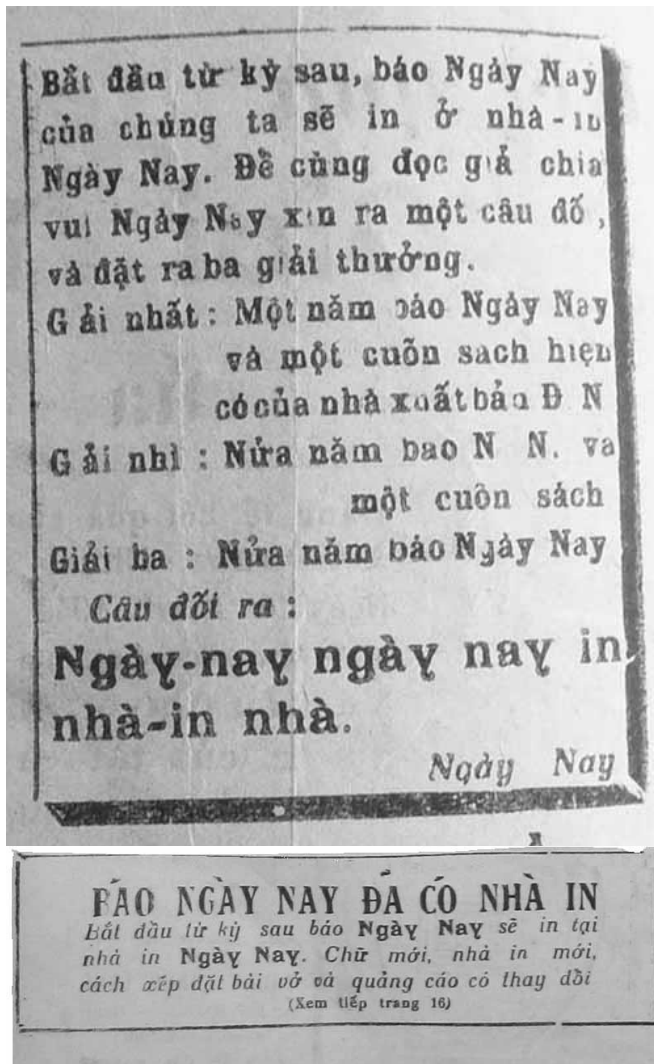 Bắt đầu từ kỳ sau, báo Ngày Nay
của chúng ta sẽ in ở nhà-in
Ngày Nay. Để cùng đọc giả chia
vui Ngày Nay xin ra một câu đố,
và đặt ra ba giải thưởng.
G ải nhất: Một năm báo Ngày Nay
và một cuốn sach hiện
có của nhà xuất bản Đ N
G ải nhì : Nửa năm bao N N. va
một cuôn sách
Giải ba : Nửa năm báo Ngày Nay
Câu đối ra :
Ngày-nay ngày nay in
nhà-in nhà.
Ngày Nay
BÁO NGÀY NAY ĐÃ CÓ NHÀ IN
Bắt đầu từ kỳ sau báo Ngày Nay sẽ in tại
nhà in Ngày Nay. Chữ mới, nhà in mới,
cách xếp đặt bài vở và quảng cáo có thay đổi
(Xem tiếp trang 16)